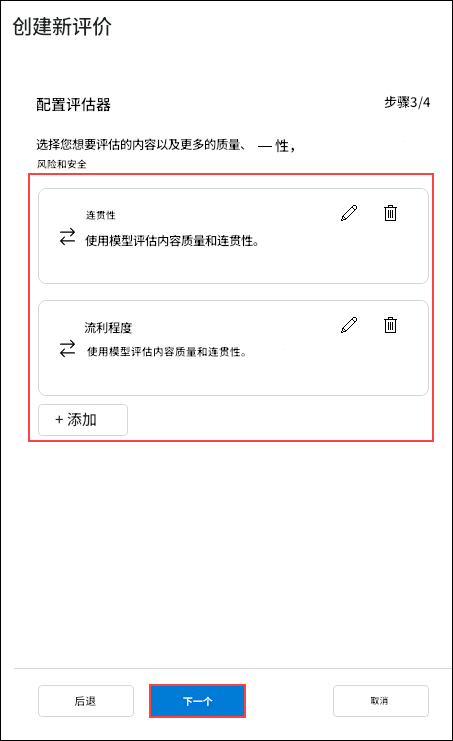 创建新评价
配置评估器
步骤3/4
选择您想要评估的内容以及更多的质量、 — 性，
风险和安全
连贯性
使用模型评估内容质量和连贯性。
流利程度
使用模型评估内容质量和连贯性。
+ 添加
后退
下一个
取消